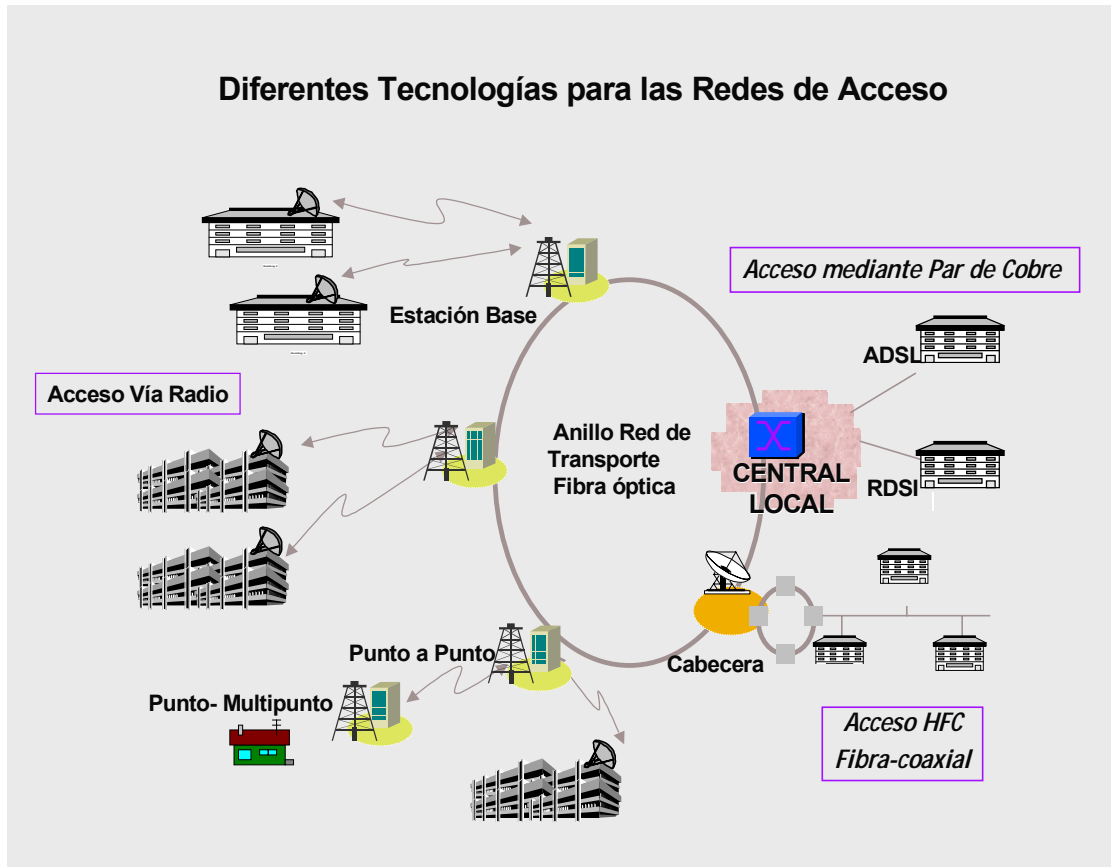 Diferentes Tecnologías para las Redes de Acceso
Estación Base
Acceso mediante Par de Cobre
ADSL
Acceso Vía Radio
Anillo Red de
Transporte
Fibra óptica
CENTRAL
LOCAL
RDSI
Punto a Punto
Cabecera
Punto- Multipunto
Acceso HFC
Fibra-coaxial